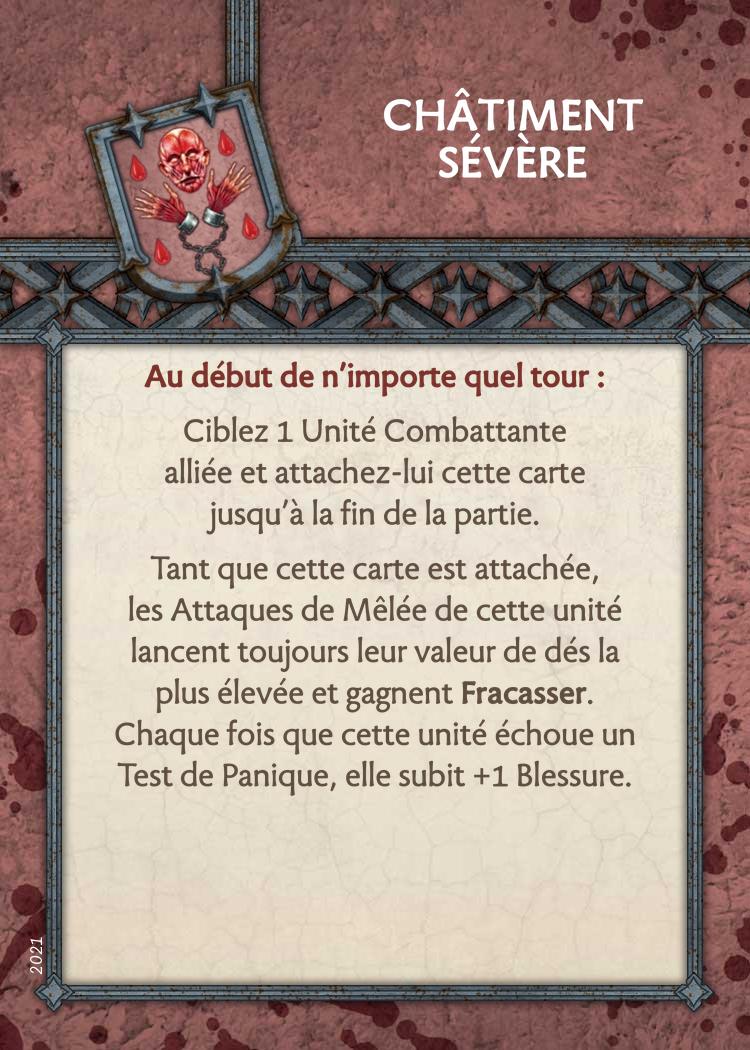 CHÂTIMENT
SÉVÈRE
Au début de n'importe quel tour :
Ciblez 1 Unité Combattante
alliée et attachez-lui cette carte
jusqu'à la fin de la partie.
Tant que cette carte est attachée,
les Attaques de Mêlée de cette unité
lancent toujours leur valeur de dés la
plus élevée et gagnent Fracasser.
Chaque fois que cette unité échoue un
Test de Panique, elle subit +1 Blessure.
2021